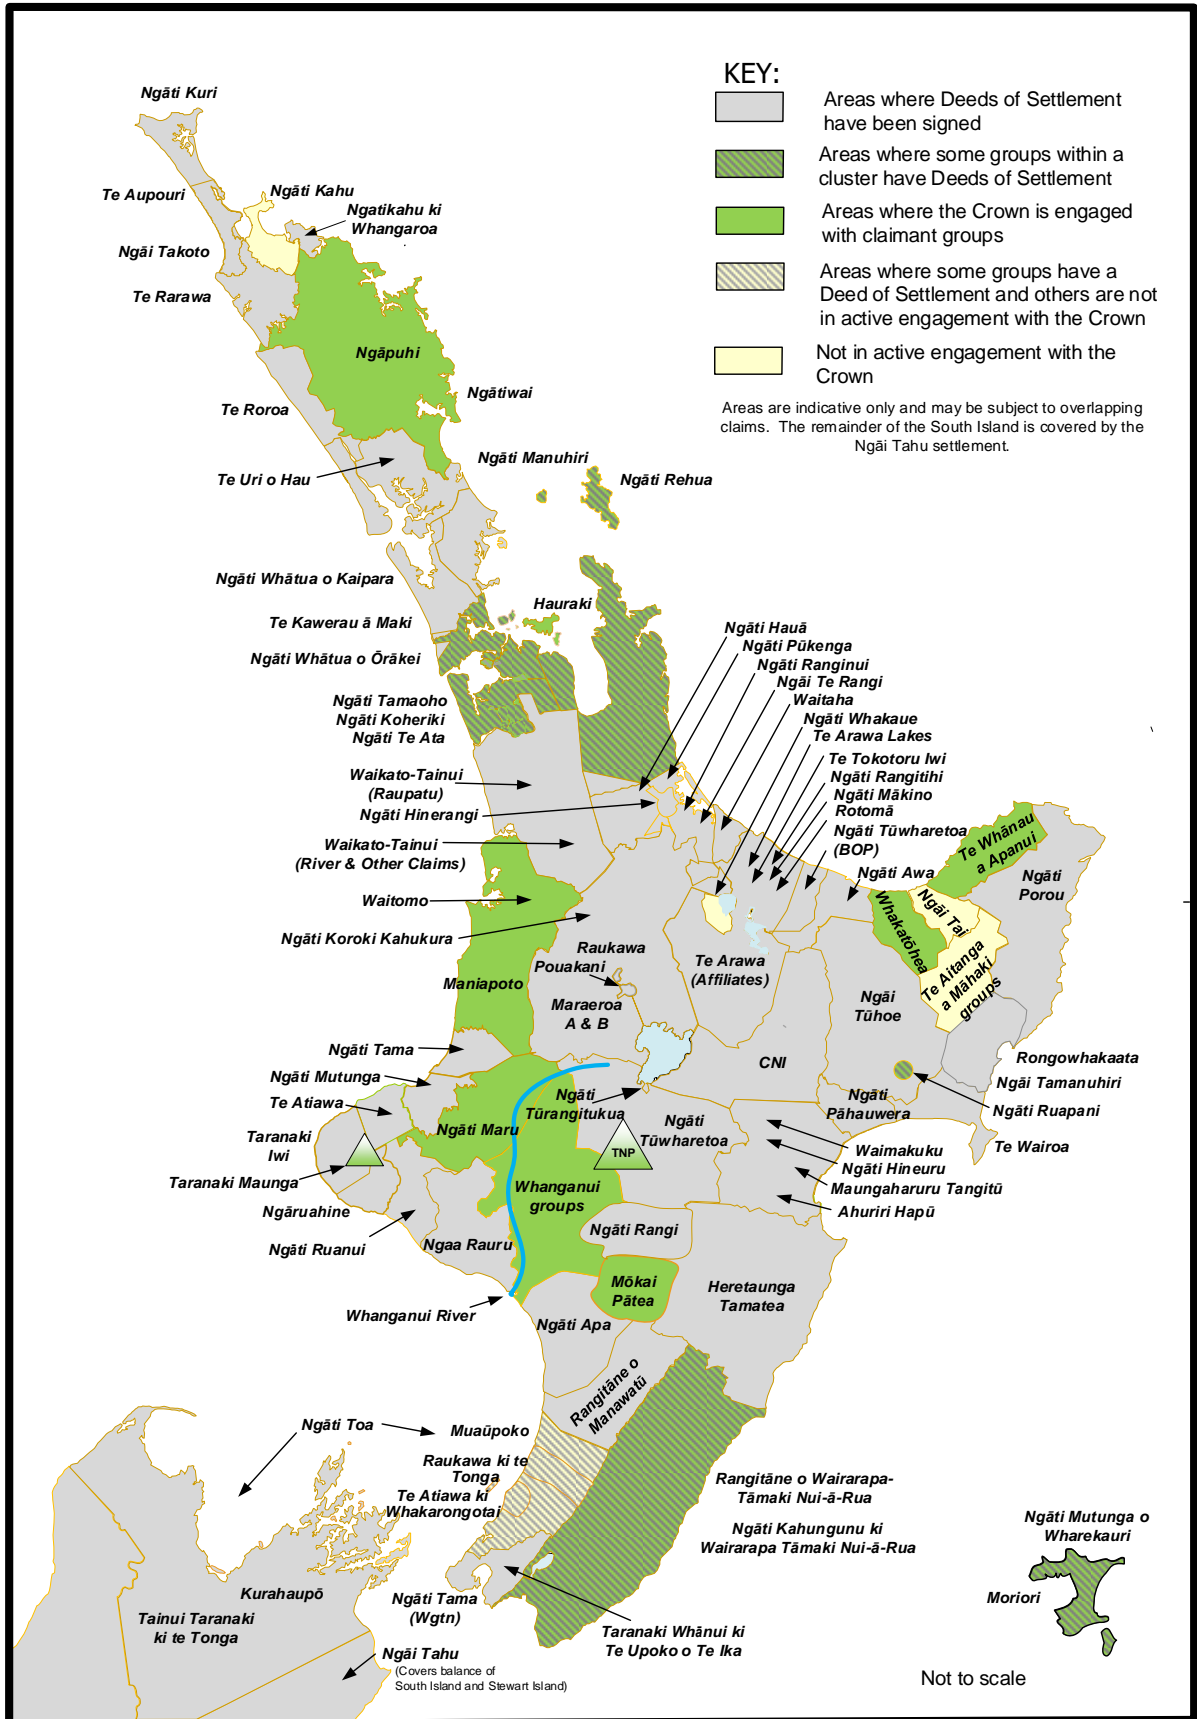 KEY:
Areas where Deeds of Settlement
have been signed
Areas where some groups within a
cluster have Deeds of Settlement
Areas where the Crown is engaged
with claimant groups
Areas where some groups have a
Deed of Settlement and others are not
in active engagement with the Crown
Not in active engagement with the
Crown
Areas are indicative only and may be subject to overlapping
claims. The remainder of the South Island is covered by the
Ngāi Tahu settlement.
Ngāti Kuri
Te Aupouri
Ngāti Kahu
Ngatikahu ki
Whangaroa
Ngāi Takoto
Te Rarawa
Ngāpuhi
Ngātiwai
Te Roroa
Te Uri o Hau
Ngāti Manuhiri
Ngāti Rehua
Ngāti Whātua o Kaipara
Hauraki
Te Kawerau ā Maki
Ngāti Whātua o Ōrākei
Ngāti Tamaoho
Ngāti Koheriki
Ngāti Te Ata
Ngāti Hauā
Ngāti Pūkenga
Ngāti Ranginui
Ngāi Te Rangi
Waitaha
Ngāti Whakaue
Te Arawa Lakes
Te Tokotoru Iwi
Ngāti Rangitihi
Ngāti Mākino
Rotomā
Ngāti Tūwharetoa
(BOP)
Ngāti Awa
Waikato-Tainui
(Raupatu)
Ngāti Hinerangi
Waikato-Tainui
(River & Other Claims)
Waitomo
Ngāti Koroki Kahukura
Te Whānau
a Apanui
Ngāti
Porou
Ngāi Tai
Whakatōhea
Te Aitanga
a Māhaki
groups
Raukawa
Pouakani
Maraeroa
A & B
Te Arawa
(Affiliates)
Maniapoto
Ngāi
Tūhoe
CNI
Ngāti Tama
Ngāti Mutunga
Te Atiawa
Taranaki
Iwi
Taranaki Maunga
Ngāruahine
Ngāti Ruanui
Ngāti Maru
Ngāti
Tūrangitukua
Ngāti
Tūwharetoa
TNP
Ngāti
Pāhauwera
Rongowhakaata
Ngāi Tamanuhiri
Ngāti Ruapani
Te Wairoa
Waimakuku
Ngāti Hineuru
Maungaharuru Tangitū
Ahuriri Hapū
Whanganui
groups
Ngaa Rauru
Ngāti Rangi
Whanganui River
Mōkai
Pātea
Heretaunga
Tamatea
Ngāti Apa
Rangitāne o
Manawatū
Ngāti Toa
Muaūpoko
Raukawa ki te
Tonga
Te Atiawa ki
Whakarongotai
Rangitāne o Wairarapa-
Tāmaki Nui-ā-Rua
Ngāti Kahungunu ki
Wairarapa Tāmaki Nui-ā-Rua
Ngāti Mutunga o
Wharekauri
Moriori
Kurahaupō
Tainui Taranaki
ki te Tonga
Ngāti Tama
(Wgtn)
Taranaki Whānui ki
Te Upoko o Te Ika
Ngāi Tahu
(Covers balance of
South Island and Stewart Island)
Not to scale